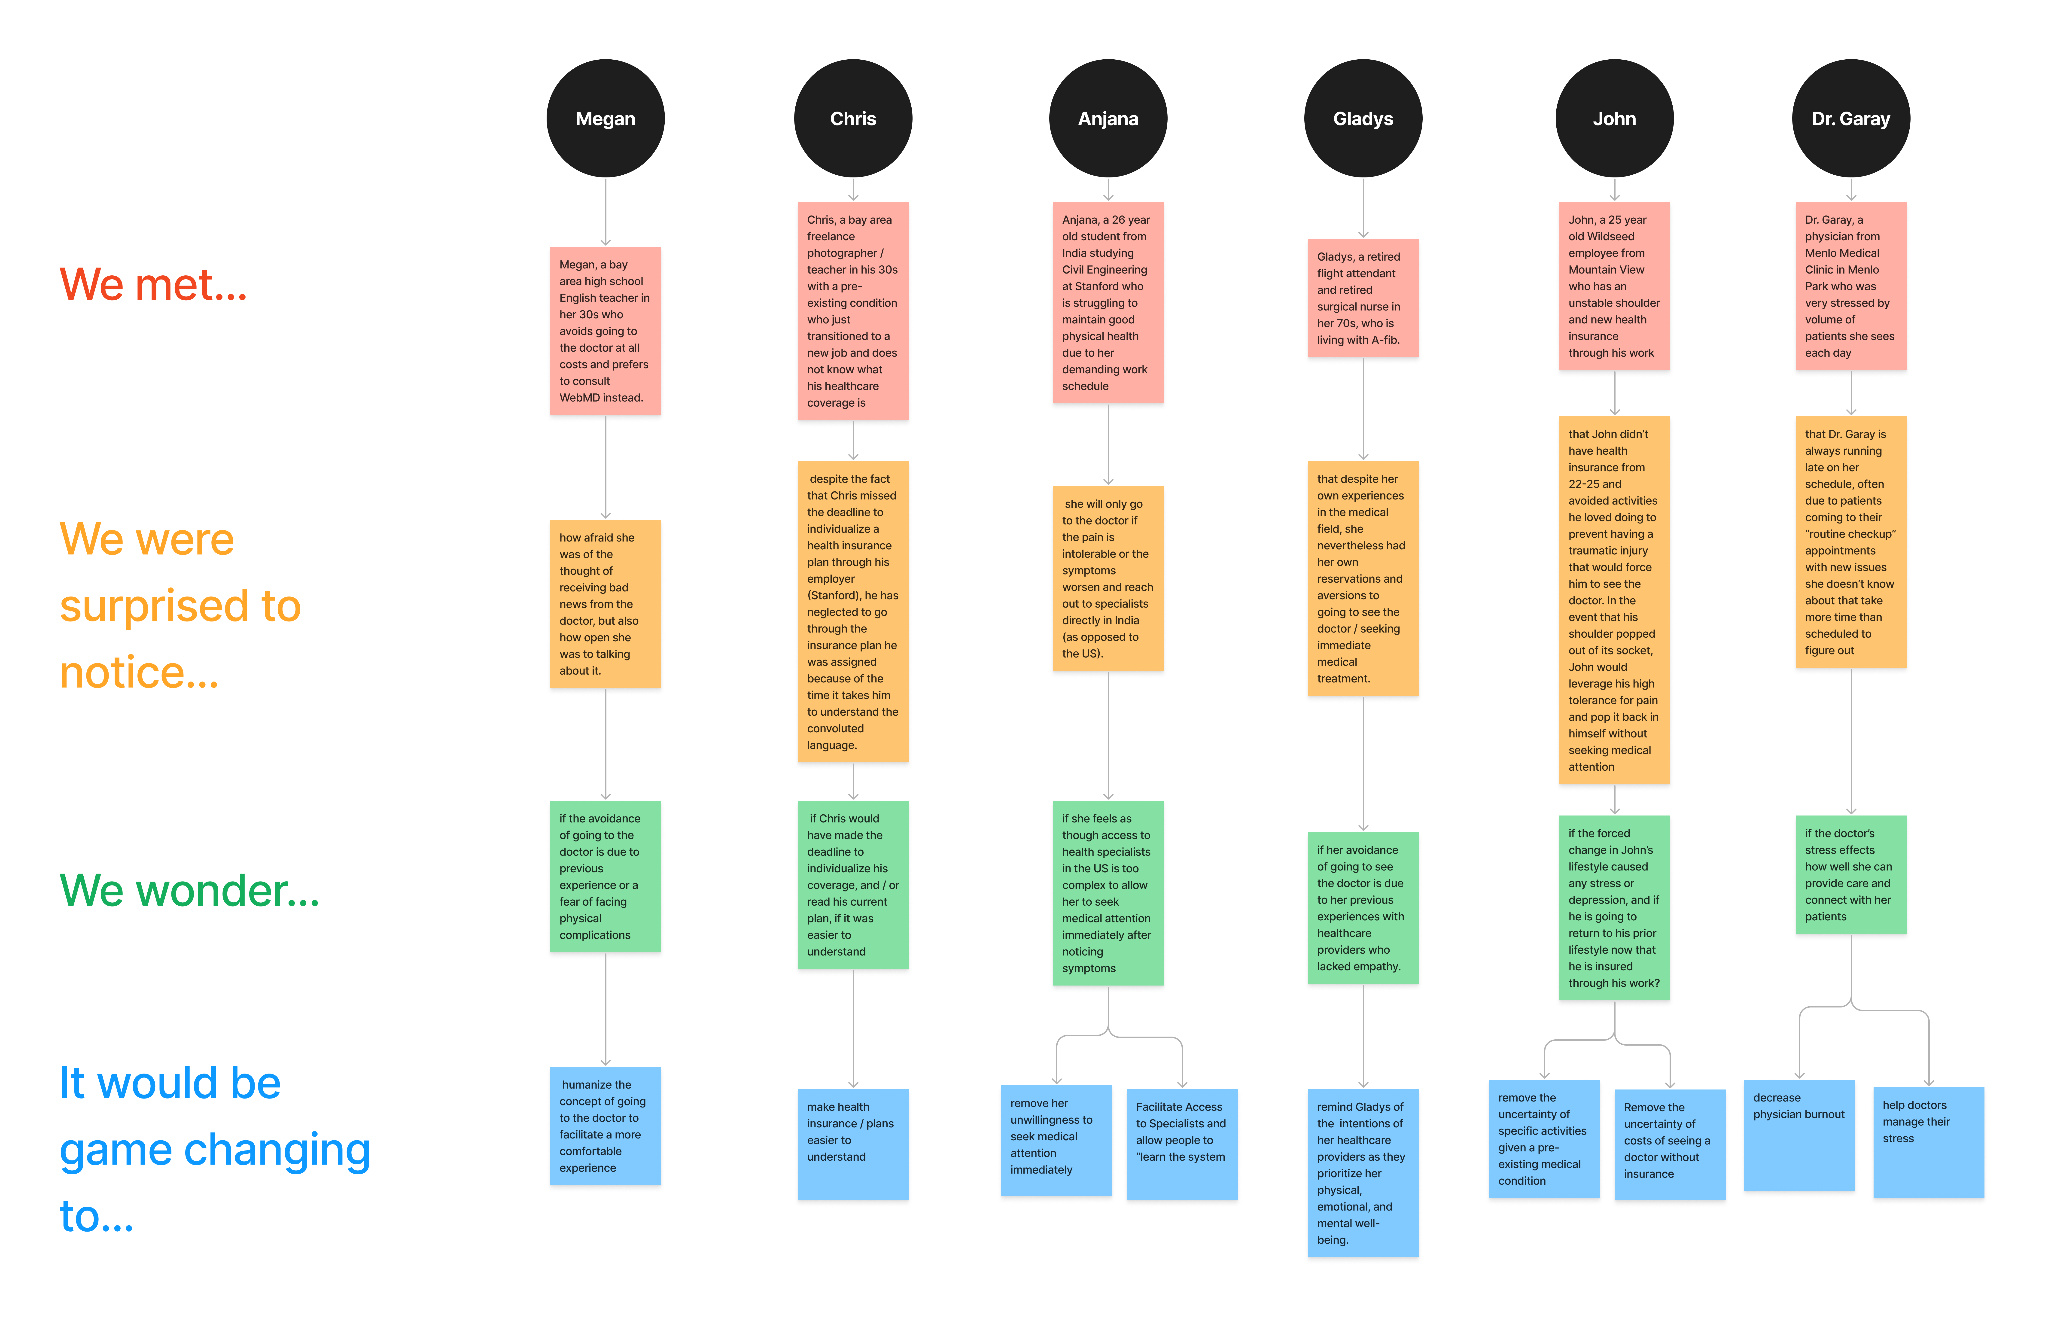 Megan
Chris
Anjana
Gladys
John
Dr. Garay
We met...
Megan, a bay
area high school
English teacher in
her 30s who
avoids going to
the doctor at all
costs and prefers
to consult
WebMD instead.
Chris, a bay area
freelance
photographer /
teacher in his 30s
with a pre-
existing condition
who just
transitioned to a
new job and does
not know what
his healthcare
coverage is
Anjana, a 26 year
old student from
India studying
Civil Engineering
at Stanford who
is struggling to
maintain good
physical health
due to her
demanding work
schedule
Gladys, a retired
flight attendant
and retired
surgical nurse in
her 70s, who is
living with A-fib.
John, a 25 year
old Wildseed
employee from
Mountain View
who has an
unstable shoulder
and new health
insurance
through his work
Dr. Garay, a
physician from
Menlo Medical
Clinic in Menlo
Park who was
very stressed by
volume of
patients she sees
each day
We were
surprised to
notice...
how afraid she
was of the
thought of
receiving bad
news from the
doctor, but also
how open she
was to talking
about it.
despite the fact
that Chris missed
the deadline to
individualize a
health insurance
plan through his
employer
(Stanford), he has
neglected to go
through the
insurance plan he
was assigned
because of the
time it takes him
to understand the
convoluted
language.
she will only go
to the doctor if
the pain is
intolerable or the
symptoms
worsen and reach
out to specialists
directly in India
(as opposed to
the US).
that despite her
own experiences
in the medical
field, she
nevertheless had
her own
reservations and
aversions to
going to see the
doctor / seeking
immediate
medical
treatment.
that John didn't
have health
insurance from
22-25 and
avoided activities
he loved doing to
prevent having a
traumatic injury
that would force
him to see the
doctor. In the
event that his
shoulder popped
out of its socket,
John would
leverage his high
tolerance for pain
and pop it back in
himself without
seeking medical
attention
that Dr. Garay is
always running
late on her
schedule, often
due to patients
coming to their
"routine checkup"
appointments
with new issues
she doesn't know
about that take
more time than
scheduled to
figure out
We wonder...
if the avoidance
of going to the
doctor is due to
previous
experience or a
fear of facing
physical
complications
if Chris would
have made the
deadline to
individualize his
coverage, and / or
read his current
plan, if it was
easier to
understand
if she feels as
though access to
health specialists
in the US is too
complex to allow
her to seek
medical attention
immediately after
noticing
symptoms
if her avoidance
of going to see
the doctor is due
to her previous
experiences with
healthcare
providers who
lacked empathy.
if the forced
change in John's
lifestyle caused
any stress or
depression, and if
he is going to
return to his prior
lifestyle now that
he is insured
through his work?
if the doctor's
stress effects
how well she can
provide care and
connect with her
patients
It would be
game changing
to...
humanize the
concept of going
to the doctor to
facilitate a more
comfortable
experience
make health
insurance / plans
easier to
understand
remove her
unwillingness to
seek medical
attention
immediately
Facilitate Access
to Specialists and
allow people to
"learn the system
remind Gladys of
the intentions of
her healthcare
providers as they
prioritize her
physical,
emotional, and
mental well-
being.
remove the
uncertainty of
specific activities
given a pre-
existing medical
condition
Remove the
uncertainty of
costs of seeing a
doctor without
insurance
decrease
physician burnout
help doctors
manage their
stress